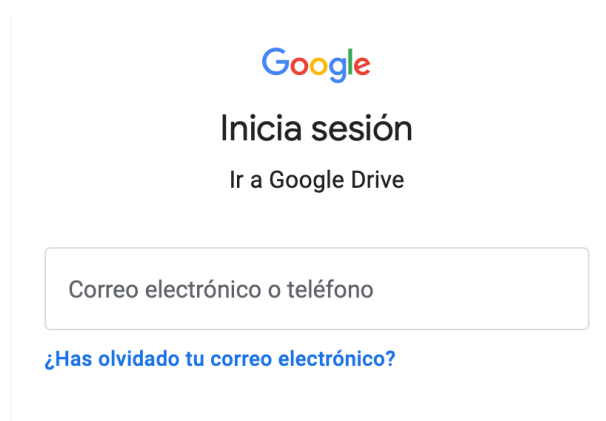 Google
Inicia sesión
Ir a Google Drive
Correo electrónico o teléfono
¿Has olvidado tu correo electrónico?